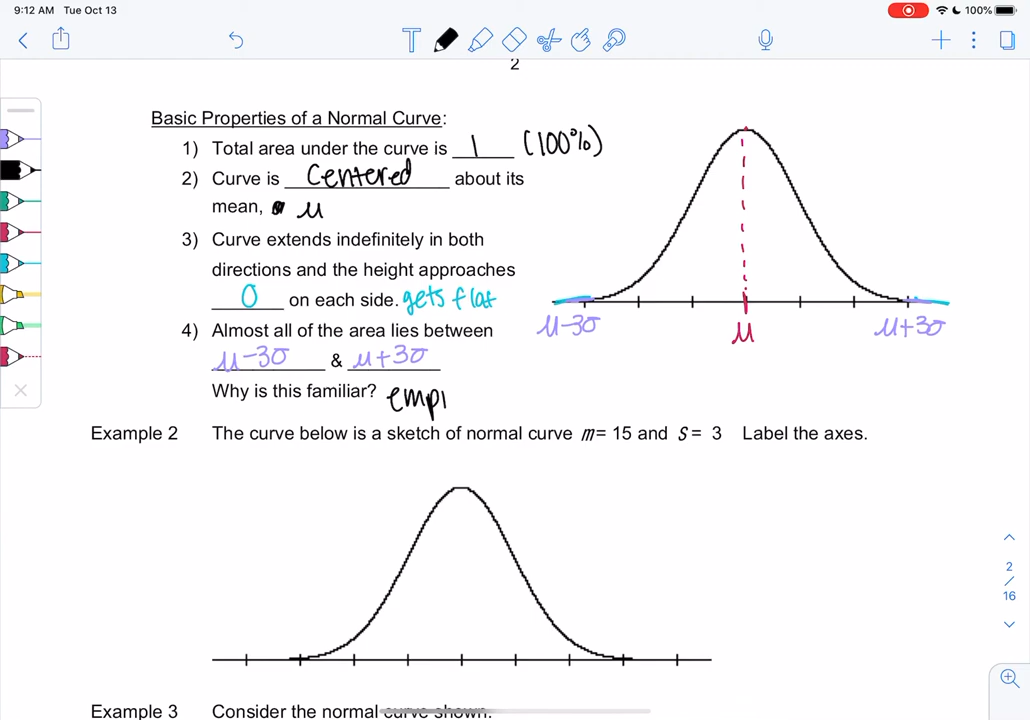 9:12 AM Tue Oct 13
100%
T
2
Basic Properties of a Normal Curve:
1) Total area under the curve is 1 (100%)
2) Curve is Centered about its
mean, μ
3) Curve extends indefinitely in both
directions and the height approaches
0 on each side. gets flat
4) Almost all of the area lies between
μ-3σ & μ+3σ
Why is this familiar? empi
μ-3σ μ μ+3σ
Example 2 The curve below is a sketch of normal curve m= 15 and s= 3 Label the axes.
2
/
16
Example 3 Consider the normal curve shown.